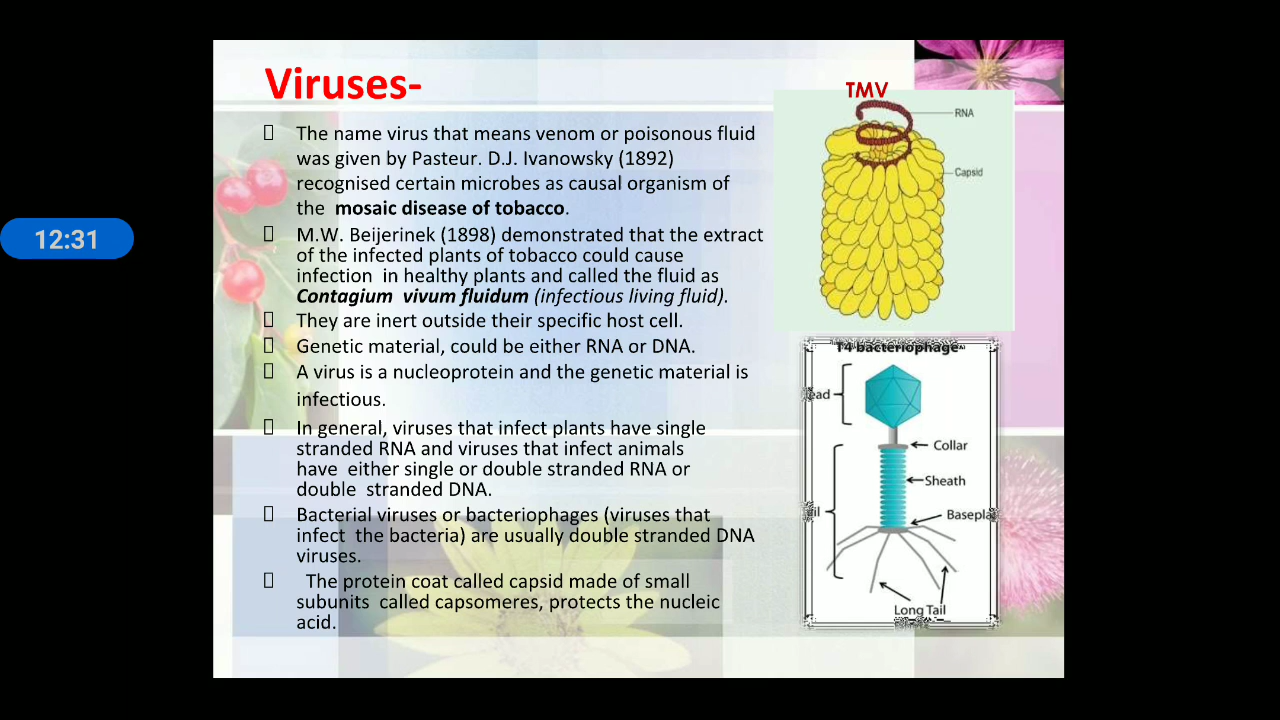 Viruses-
The name virus that means venom or poisonous fluid
was given by Pasteur. D.J. Ivanowsky (1892)
recognised certain microbes as causal organism of
the mosaic disease of tobacco.
M.W. Beijerinek (1898) demonstrated that the extract
of the infected plants of tobacco could cause
infection in healthy plants and called the fluid as
Contagium vivum fluidum (infectious living fluid).
They are inert outside their specific host cell.
Genetic material, could be either RNA or DNA.
A virus is a nucleoprotein and the genetic material is
infectious.
In general, viruses that infect plants have single
stranded RNA and viruses that infect animals
have either single or double stranded RNA or
double stranded DNA.
Bacterial viruses or bacteriophages (viruses that
infect the bacteria) are usually double stranded DNA
viruses.
The protein coat called capsid made of small
subunits called capsomeres, protects the nucleic
acid.
12:31
TMV
RNA
Capsid
T4 bacteriophage
Collar
Sheath
Long Tail